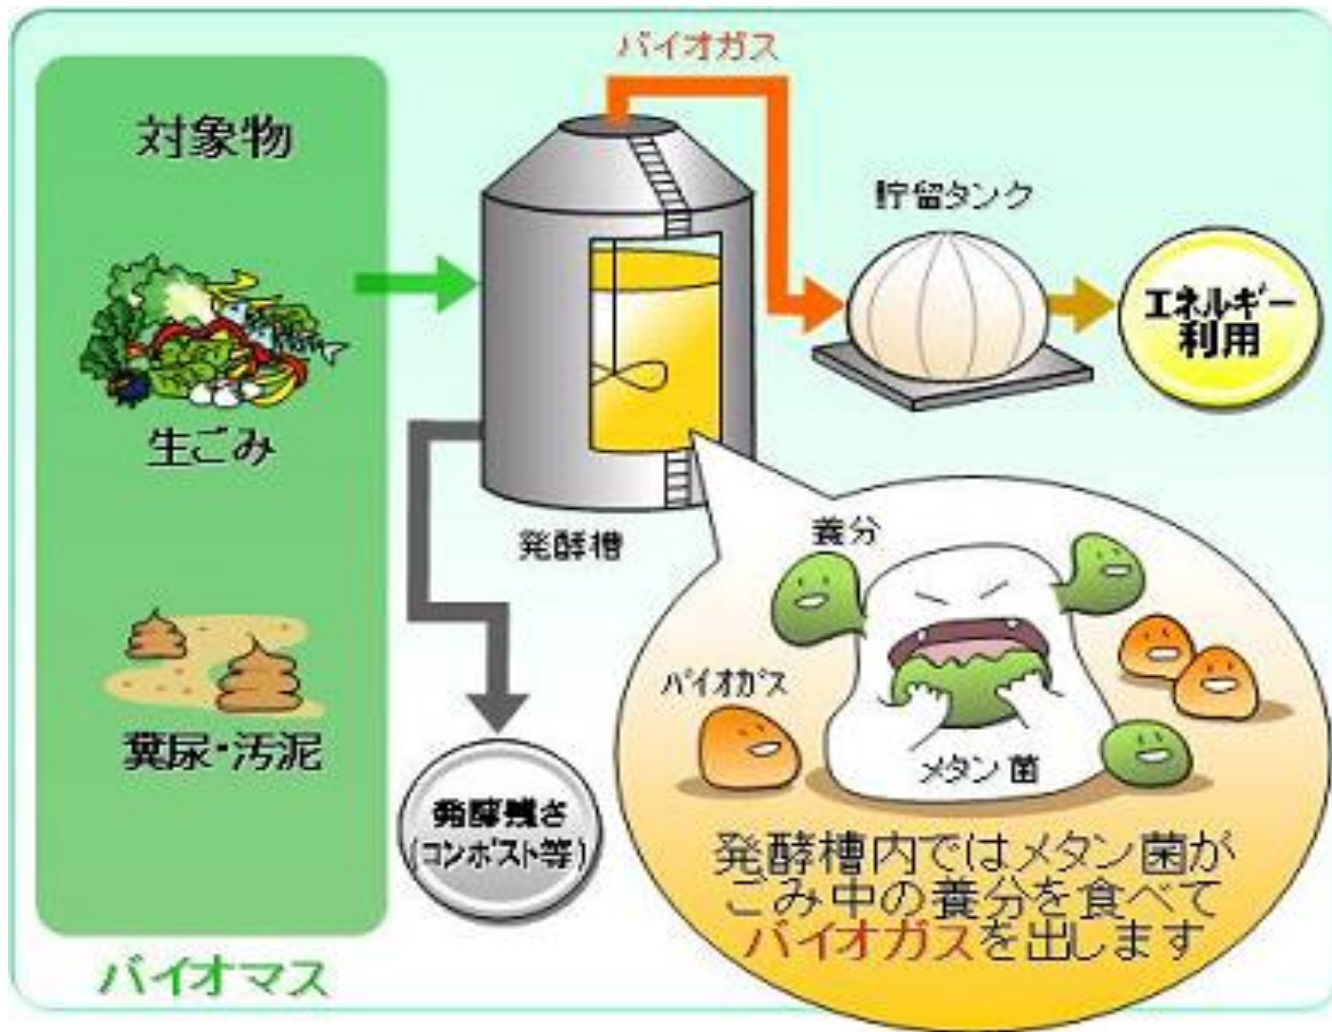 対象物
生ごみ
糞尿・汚泥
バイオマス
バイオガス
発酵槽
貯留タンク
エネルギー
利用
発酵残さ
(コンポスト等)
養分
バイオガス
メタン菌
発酵槽内ではメタン菌が
ごみ中の養分を食べて
バイオガスを出します